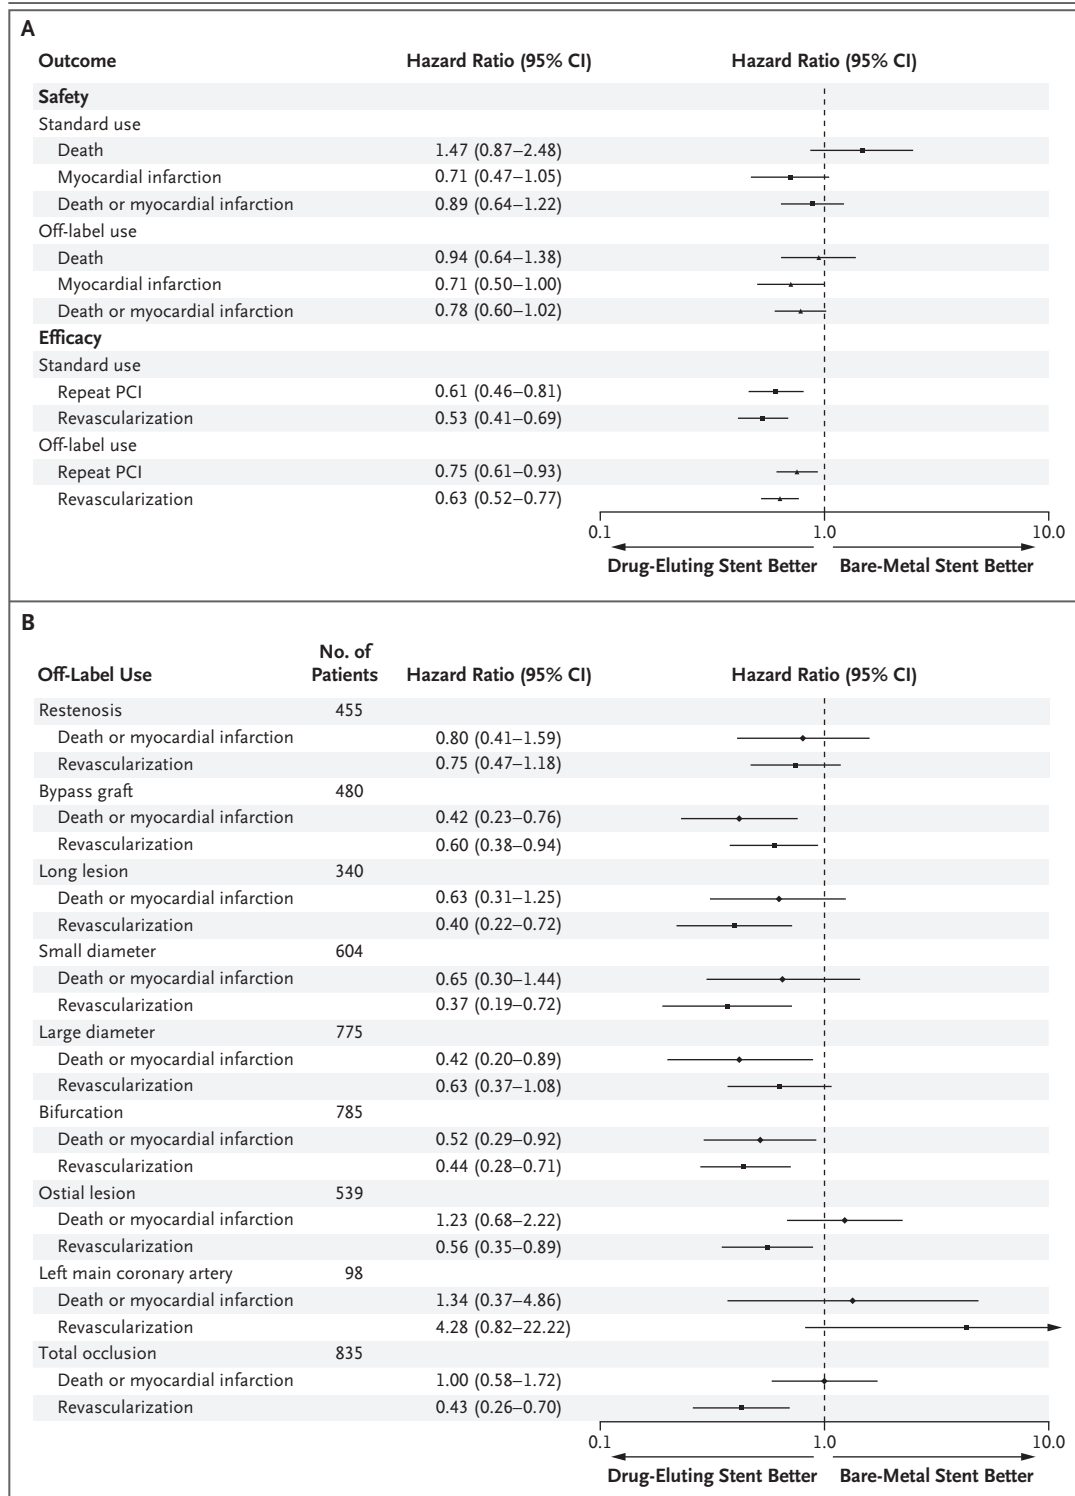 A
Outcome Hazard Ratio (95% CI) Hazard Ratio (95% CI)
Safety
Standard use
Death 1.47 (0.87–2.48)
Myocardial infarction 0.71 (0.47–1.05)
Death or myocardial infarction 0.89 (0.64–1.22)
Off-label use
Death 0.94 (0.64–1.38)
Myocardial infarction 0.71 (0.50–1.00)
Death or myocardial infarction 0.78 (0.60–1.02)
Efficacy
Standard use
Repeat PCI 0.61 (0.46–0.81)
Revascularization 0.53 (0.41–0.69)
Off-label use
Repeat PCI 0.75 (0.61–0.93)
Revascularization 0.63 (0.52–0.77)
0.1 1.0 10.0
Drug-Eluting Stent Better Bare-Metal Stent Better
B
No. of
Off-Label Use Patients Hazard Ratio (95% CI) Hazard Ratio (95% CI)
Restenosis 455
Death or myocardial infarction 0.80 (0.41–1.59)
Revascularization 0.75 (0.47–1.18)
Bypass graft 480
Death or myocardial infarction 0.42 (0.23–0.76)
Revascularization 0.60 (0.38–0.94)
Long lesion 340
Death or myocardial infarction 0.63 (0.31–1.25)
Revascularization 0.40 (0.22–0.72)
Small diameter 604
Death or myocardial infarction 0.65 (0.30–1.44)
Revascularization 0.37 (0.19–0.72)
Large diameter 775
Death or myocardial infarction 0.42 (0.20–0.89)
Revascularization 0.63 (0.37–1.08)
Bifurcation 785
Death or myocardial infarction 0.52 (0.29–0.92)
Revascularization 0.44 (0.28–0.71)
Ostial lesion 539
Death or myocardial infarction 1.23 (0.68–2.22)
Revascularization 0.56 (0.35–0.89)
Left main coronary artery 98
Death or myocardial infarction 1.34 (0.37–4.86)
Revascularization 4.28 (0.82–22.22)
Total occlusion 835
Death or myocardial infarction 1.00 (0.58–1.72)
Revascularization 0.43 (0.26–0.70)
0.1 1.0 10.0
Drug-Eluting Stent Better Bare-Metal Stent Better